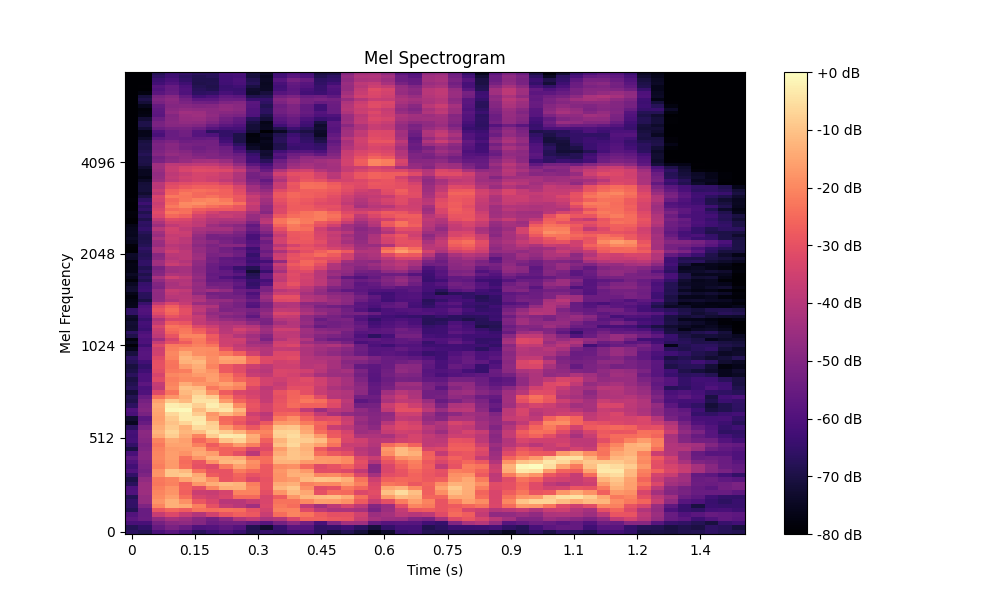 Mel Spectrogram
+0 dB
-10 dB
-20 dB
-30 dB
-40 dB
-50 dB
-60 dB
-70 dB
-80 dB
4096
2048
1024
512
0
Mel Frequency
0 0.15 0.3 0.45 0.6 0.75 0.9 1.1 1.2 1.4
Time (s)